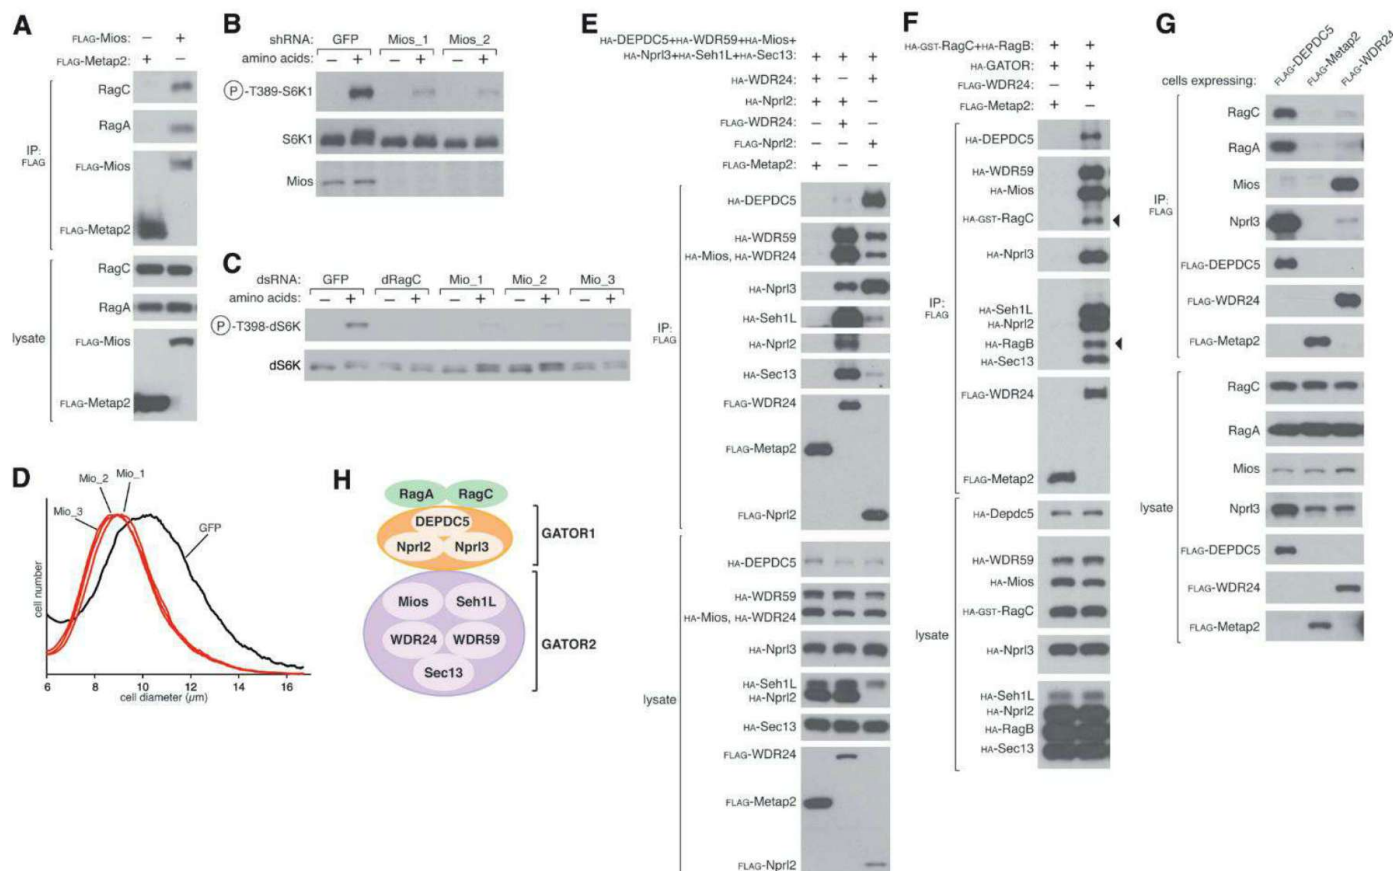 A
FLAG-Mios: – +
FLAG-Metap2: + –
IP: FLAG
RagC
RagA
FLAG-Mios
FLAG-Metap2
lysate
RagC
RagA
FLAG-Mios
FLAG-Metap2
B
shRNA: GFP Mios_1 Mios_2
amino acids: – + – + – +
P-T389-S6K1
S6K1
Mios
C
dsRNA: GFP dRagC Mio_1 Mio_2 Mio_3
amino acids: – + – + – + – + – +
P-T398-dS6K
dS6K
D
Mio_2 Mio_1
Mio_3
GFP
cell number
6 8 10 12 14 16
cell diameter (µm)
H
RagA RagC
DEPDC5
Nprl2 Nprl3
GATOR1
Mios Seh1L
WDR24 WDR59
Sec13
GATOR2
E
HA-DEPDC5+HA-WDR59+HA-Mios+
HA-Nprl3+HA-Seh1L+HA-Sec13: + + +
HA-WDR24: + – +
HA-Nprl2: + + –
FLAG-WDR24: – + –
FLAG-Nprl2: – – +
FLAG-Metap2: + – –
IP: FLAG
HA-DEPDC5
HA-WDR59
HA-Mios, HA-WDR24
HA-Nprl3
HA-Seh1L
HA-Nprl2
HA-Sec13
FLAG-WDR24
FLAG-Metap2
FLAG-Nprl2
lysate
HA-DEPDC5
HA-WDR59
HA-Mios, HA-WDR24
HA-Nprl3
HA-Seh1L
HA-Nprl2
HA-Sec13
FLAG-WDR24
FLAG-Metap2
FLAG-Nprl2
F
HA-GST-RagC+HA-RagB: + +
HA-GATOR: + +
FLAG-WDR24: – +
FLAG-Metap2: + –
IP: FLAG
HA-DEPDC5
HA-WDR59
HA-Mios
HA-GST-RagC
HA-Nprl3
HA-Seh1L
HA-Nprl2
HA-RagB
HA-Sec13
FLAG-WDR24
FLAG-Metap2
lysate
HA-Depdc5
HA-WDR59
HA-Mios
HA-GST-RagC
HA-Nprl3
HA-Seh1L
HA-Nprl2
HA-RagB
HA-Sec13
G
cells expressing: FLAG-DEPDC5 FLAG-Metap2 FLAG-WDR24
IP: FLAG
RagC
RagA
Mios
Nprl3
FLAG-DEPDC5
FLAG-WDR24
FLAG-Metap2
lysate
RagC
RagA
Mios
Nprl3
FLAG-DEPDC5
FLAG-WDR24
FLAG-Metap2